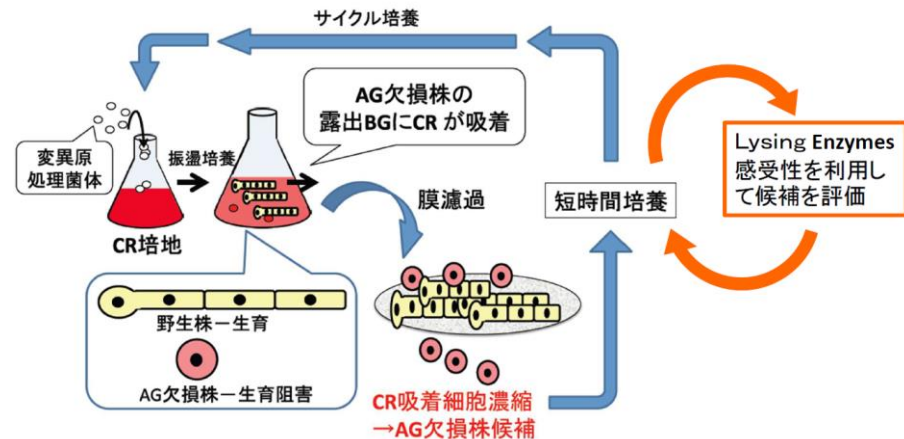 サイクル培養
AG欠損株の
露出BGにCR が吸着
変異原
処理菌体
振盪培養
CR培地
膜濾過
短時間培養
Lysing Enzymes
感受性を利用し
て候補を評価
野生株－生育
AG欠損株－生育阻害
CR吸着細胞濃縮
→AG欠損株候補